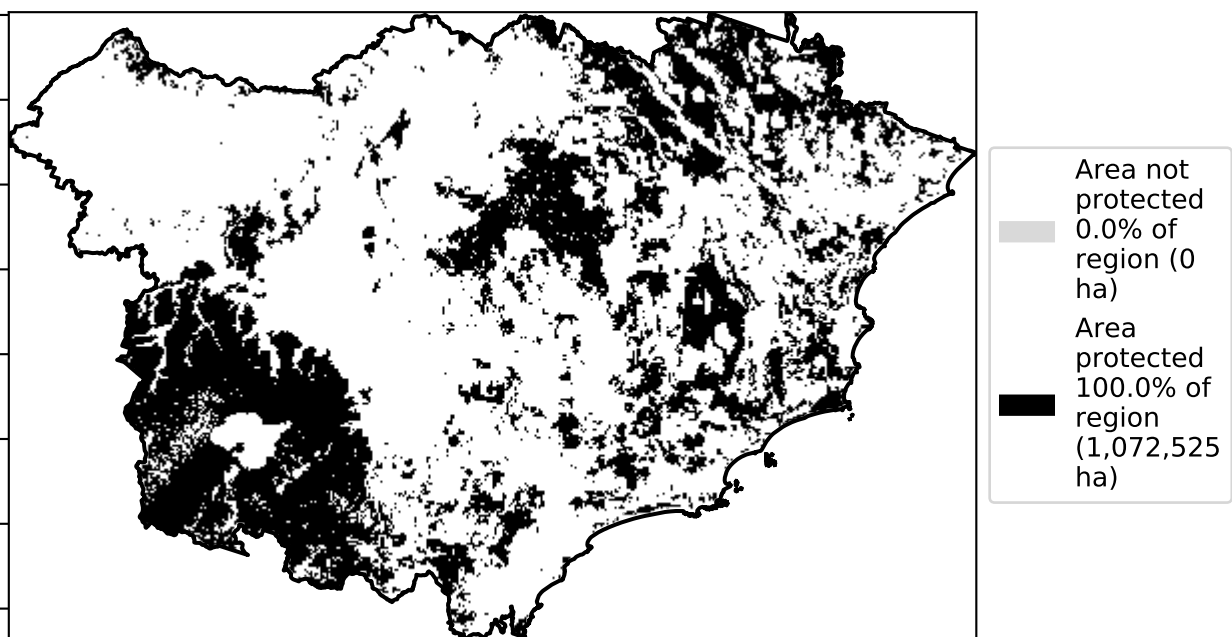 Area not
protected
0.0% of
region (0
ha)
Area
protected
100.0% of
region
(1,072,525
ha)